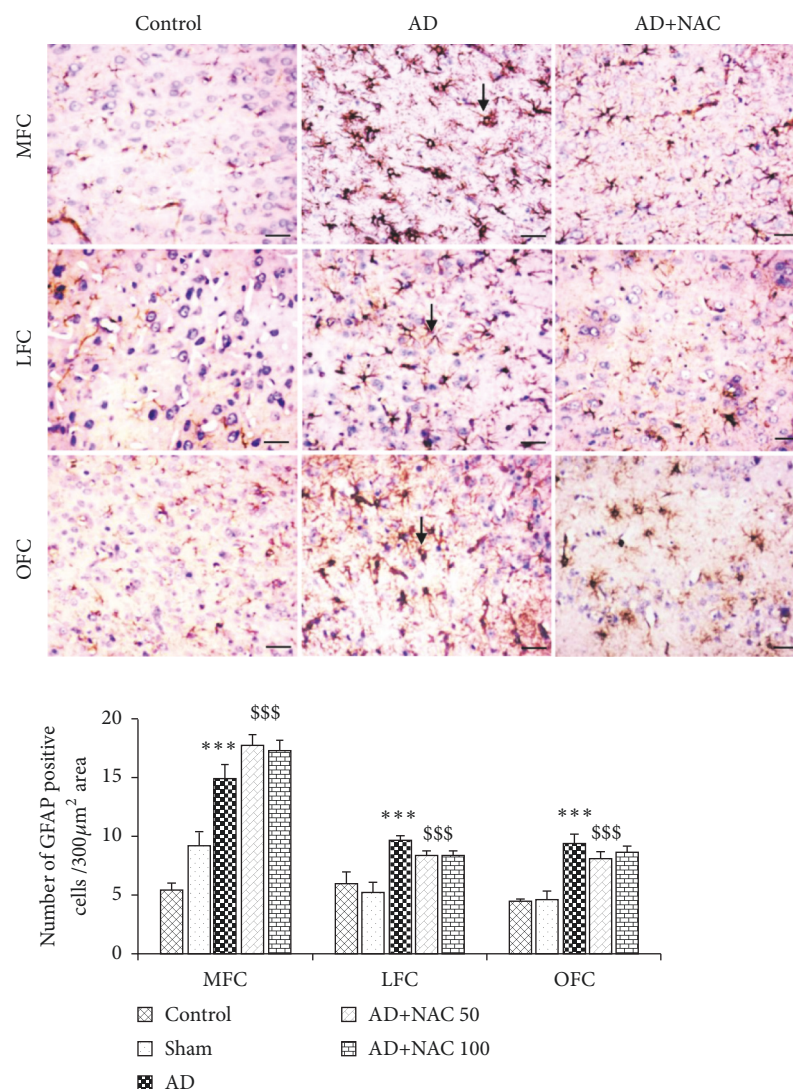 Control AD AD+NAC
MFC
LFC
OFC
Number of GFAP positive
cells /300μm² area
20
15
10
5
0
*** $$$
*** $$$
*** $$$
MFC LFC OFC
Control AD+NAC 50
Sham AD+NAC 100
AD